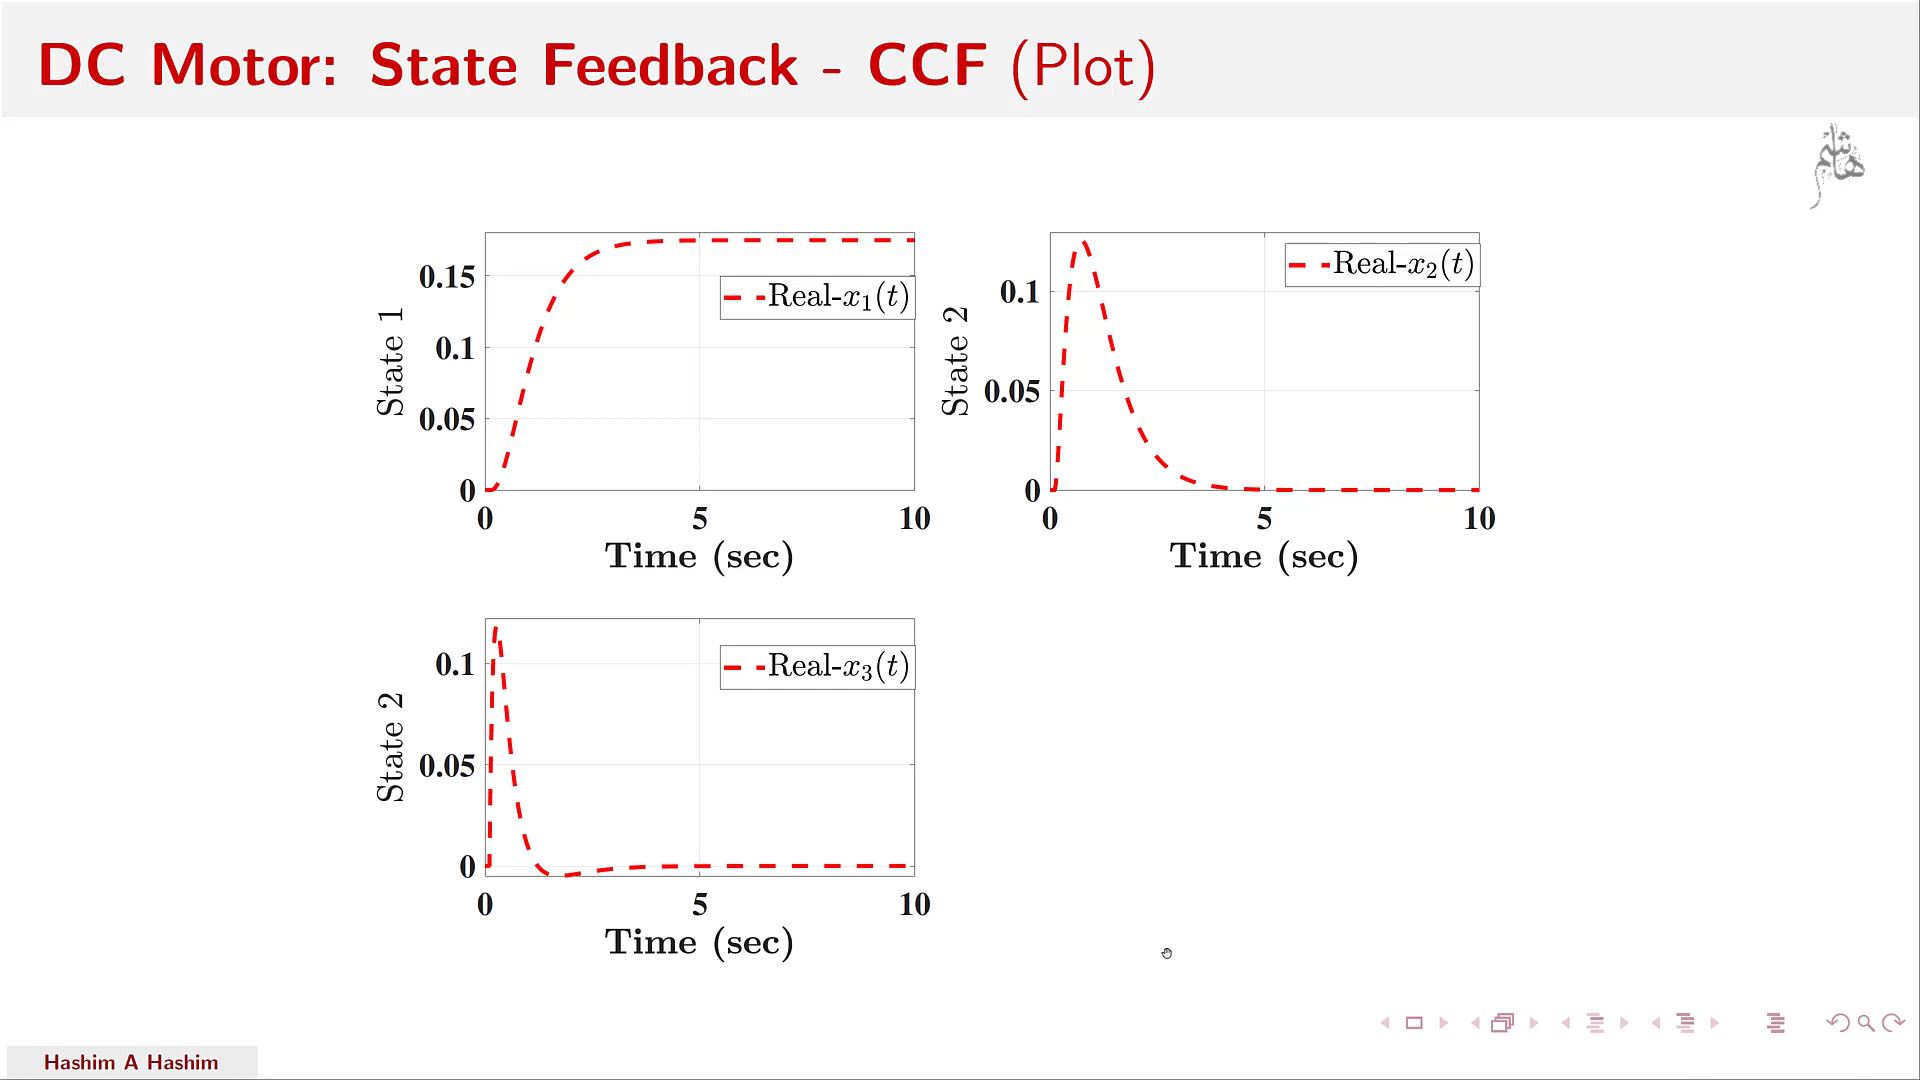 DC Motor: State Feedback - CCF (Plot)
هاشم
State 1
0.15
0.1
0.05
0
Real-x₁(t)
0 5 10
Time (sec)
State 2
0.1
0.05
0
Real-x₂(t)
0 5 10
Time (sec)
State 2
0.1
0.05
0
Real-x₃(t)
0 5 10
Time (sec)
Hashim A Hashim